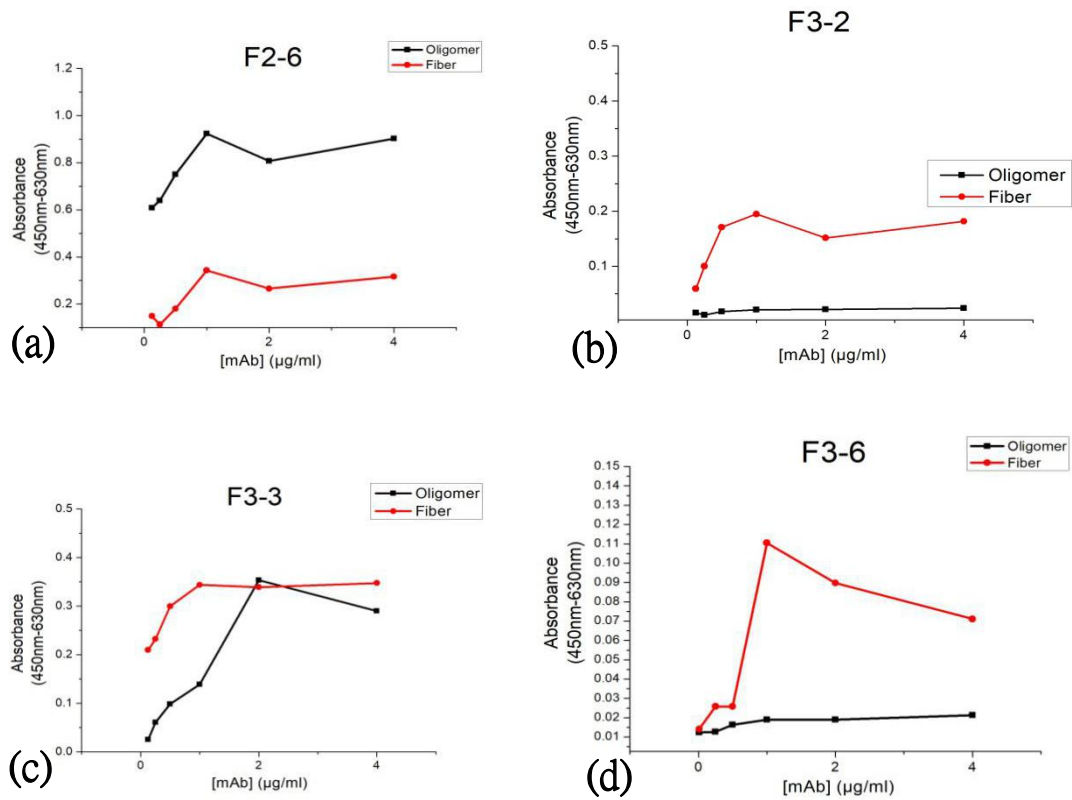 F2-6
Oligomer
Fiber
1.2
1.0
0.8
0.6
0.4
0.2
Absorbance
(450nm-630nm)
0
2
4
[mAb] (µg/ml)
(a)
F3-2
Oligomer
Fiber
0.5
0.4
0.3
0.2
0.1
Absorbance
(450nm-630nm)
0
2
4
[mAb] (µg/ml)
(b)
F3-3
Oligomer
Fiber
0.5
0.4
0.3
0.2
0.1
0.0
Absorbance
(450nm-630nm)
0
2
4
[mAb] (µg/ml)
(c)
F3-6
Oligomer
Fiber
0.15
0.14
0.13
0.12
0.11
0.10
0.09
0.08
0.07
0.06
0.05
0.04
0.03
0.02
0.01
Absorbance
(450nm-630nm)
0
2
4
[mAb] (µg/ml)
(d)